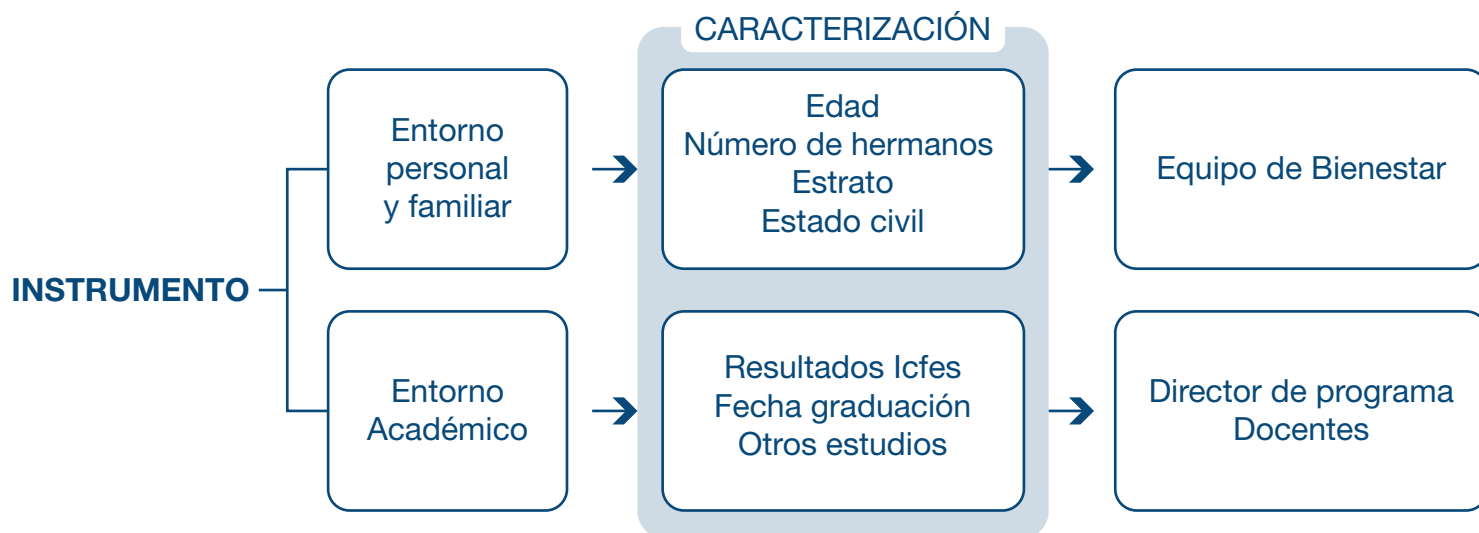 CARACTERIZACIÓN
INSTRUMENTO
Entorno
personal
y familiar
Edad
Número de hermanos
Estrato
Estado civil
Equipo de Bienestar
Entorno
Académico
Resultados Icfes
Fecha graduación
Otros estudios
Director de programa
Docentes